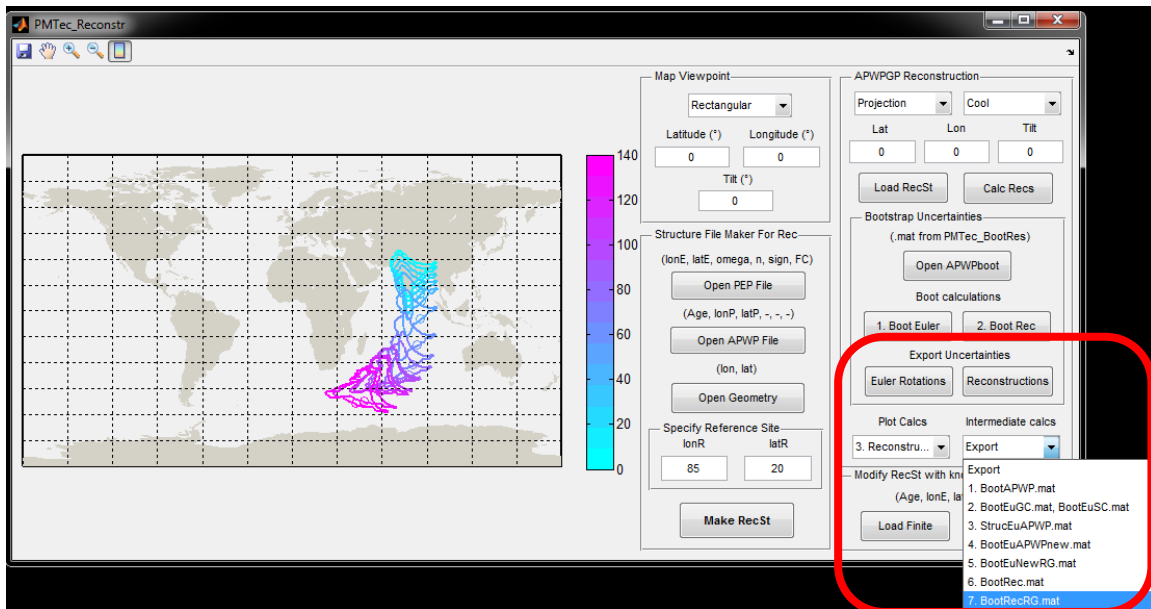 PMTec_Reconstr
Map Viewpoint
Rectangular
Latitude (°) Longitude (°)
0 0
Tilt (°)
0
140
120
100
80
60
40
20
0
Structure File Maker For Rec
(lonE, latE, omega, n, sign, FC)
Open PEP File
(Age, lonP, latP, -, -, -)
Open APWP File
(lon, lat)
Open Geometry
Specify Reference Site
lonR latR
85 20
Make RecSt
APWPGP Reconstruction
Projection Cool
Lat Lon Tilt
0 0 0
Load RecSt Calc Recs
Bootstrap Uncertainties
(.mat from PMTec_BootRes)
Open APWPboot
Boot calculations
1. Boot Euler 2. Boot Rec
Export Uncertainties
Euler Rotations Reconstructions
Plot Calcs Intermediate calcs
3. Reconstru... Export
Modify RecSt with
(Age, lonE,
Load Finite
Export
1. BootAPWP.mat
2. BootEuGC.mat, BootEuSC.mat
3. StrucEuAPWP.mat
4. BootEuAPWPnew.mat
5. BootEuNewRG.mat
6. BootRec.mat
7. BootRecRG.mat